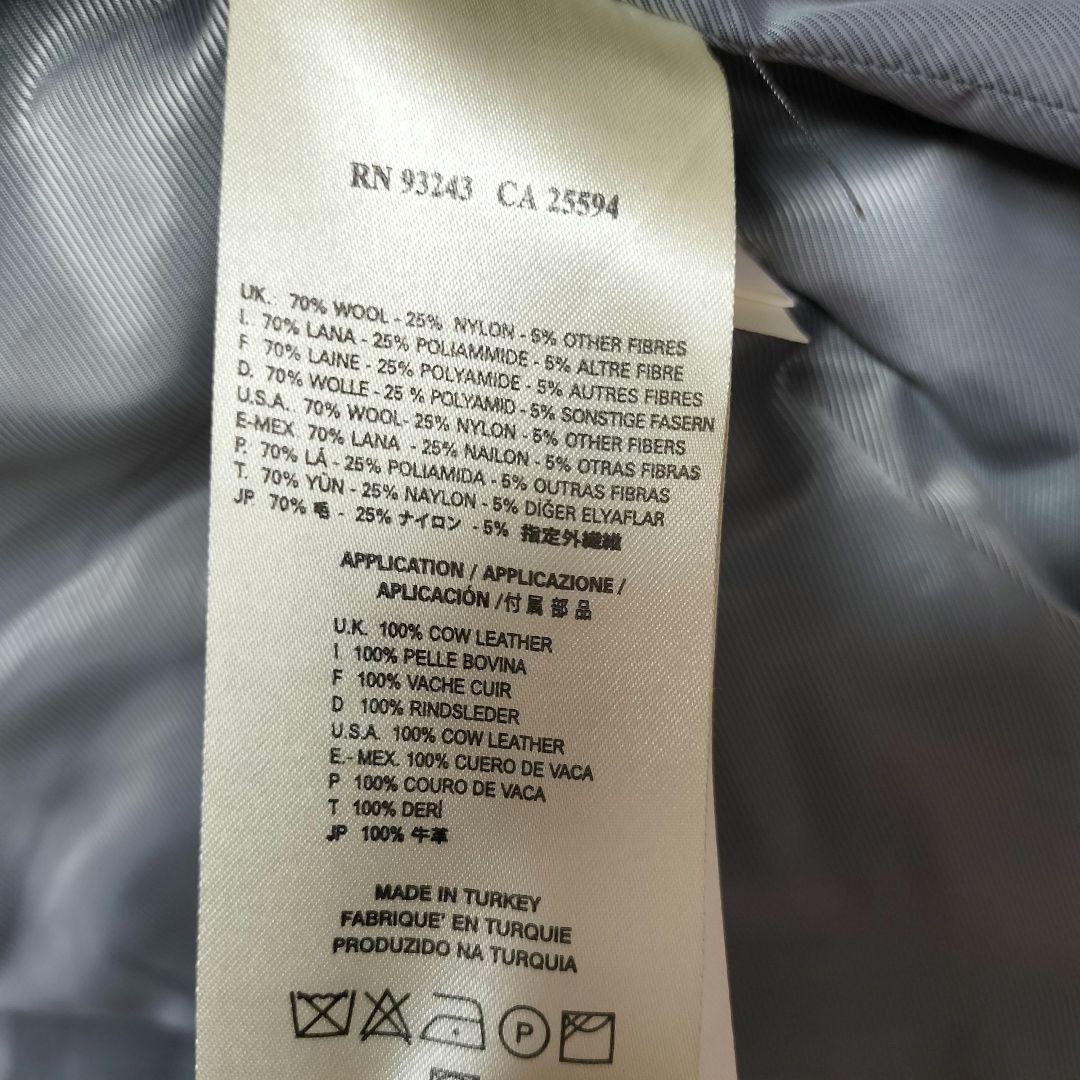 RN 93243 CA 25594
UK. 70% WOOL - 25% NYLON - 5% OTHER FIBRES
I. 70% LANA - 25% POLIAMMIDE - 5% ALTRE FIBRE
F 70% LAINE - 25% POLYAMIDE - 5% AUTRES FIBRES
D. 70% WOLLE - 25 % POLYAMID - 5% SONSTIGE FASERN
U.S.A. 70% WOOL- 25% NYLON - 5% OTHER FIBERS
E-MEX 70% LANA - 25% NAILON - 5% OTRAS FIBRAS
P. 70% LÃ - 25% POLIAMIDA - 5% OUTRAS FIBRAS
T. 70% YÜN - 25% NAYLON - 5% DIĞER ELYAFLAR
JP. 70% 毛 - 25% ナイロン - 5% 指定外繊維
APPLICATION / APPLICAZIONE /
APLICACIÓN /付属部品
U.K. 100% COW LEATHER
I 100% PELLE BOVINA
F 100% VACHE CUIR
D 100% RINDSLEDER
U.S.A. 100% COW LEATHER
E.- MEX. 100% CUERO DE VACA
P 100% COURO DE VACA
T 100% DERİ
JP 100% 牛革
MADE IN TURKEY
FABRIQUE' EN TURQUIE
PRODUZIDO NA TURQUIA
P